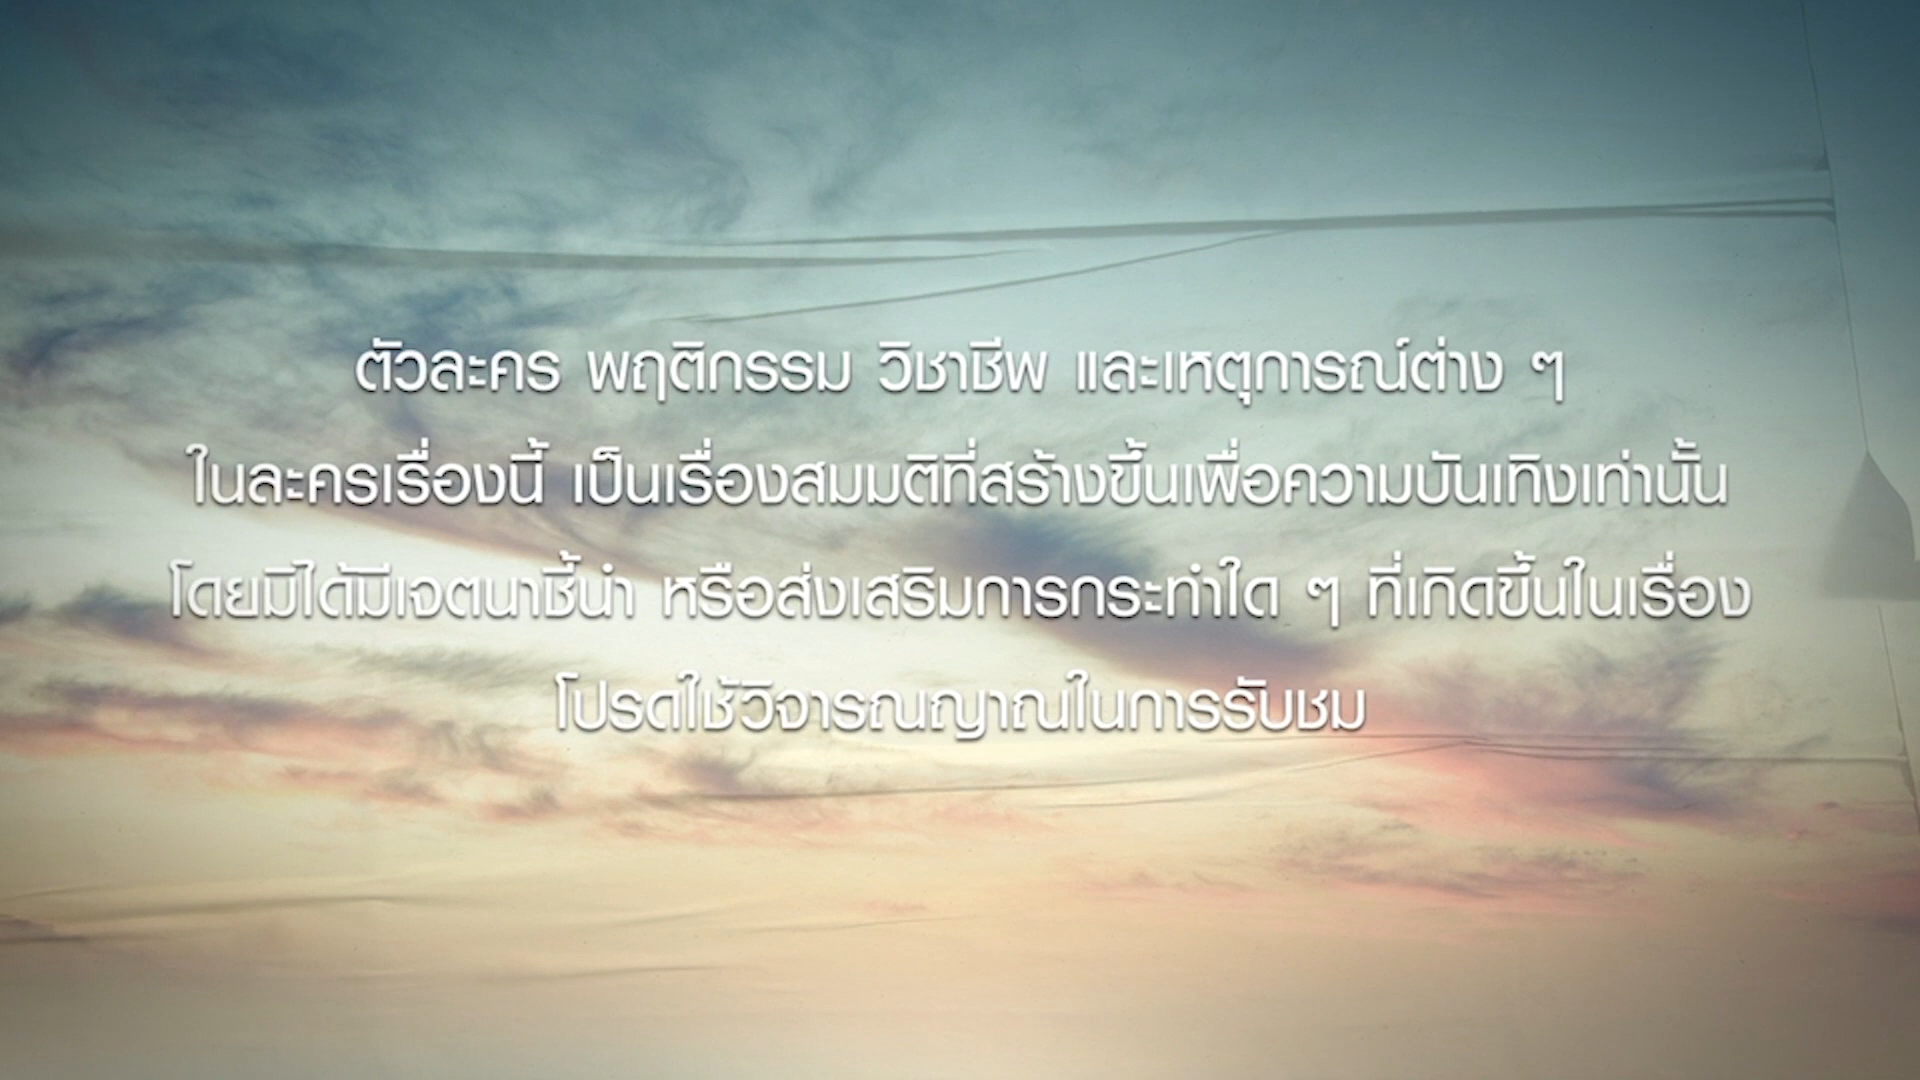 ตัวละคร พฤติกรรม วิชาชีพ และเหตุการณ์ต่าง ๆ
ในละครเรื่องนี้ เป็นเรื่องสมมติที่สร้างขึ้นเพื่อความบันเทิงเท่านั้น
โดยมิได้มีเจตนาชี้นำ หรือส่งเสริมการกระทำใด ๆ ที่เกิดขึ้นในเรื่อง
โปรดใช้วิจารณญาณในการรับชม